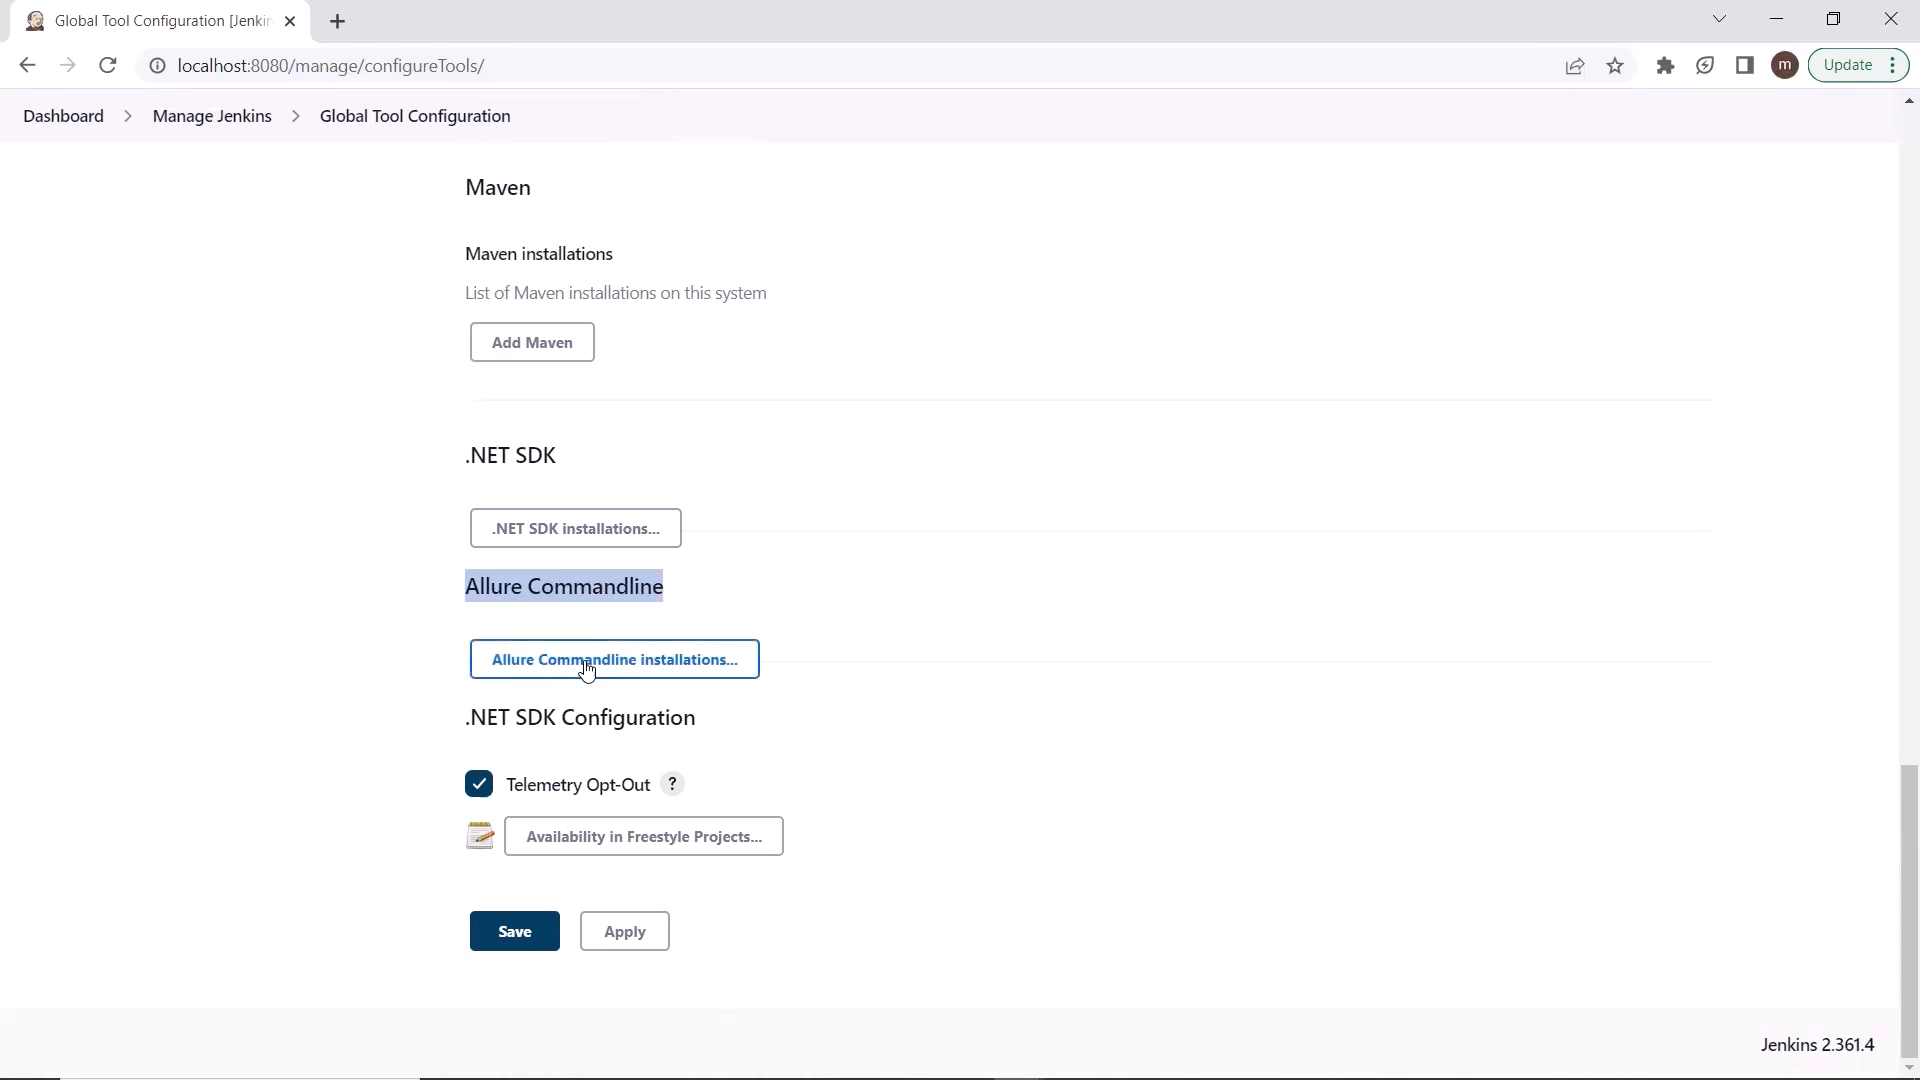 Global Tool Configuration [Jenkin
localhost:8080/manage/configureTools/
m
Update
Dashboard
Manage Jenkins
Global Tool Configuration
Maven
Maven installations
List of Maven installations on this system
Add Maven
.NET SDK
.NET SDK installations...
Allure Commandline
Allure Commandline installations...
.NET SDK Configuration
Telemetry Opt-Out ?
Availability in Freestyle Projects...
Save
Apply
Jenkins 2.361.4